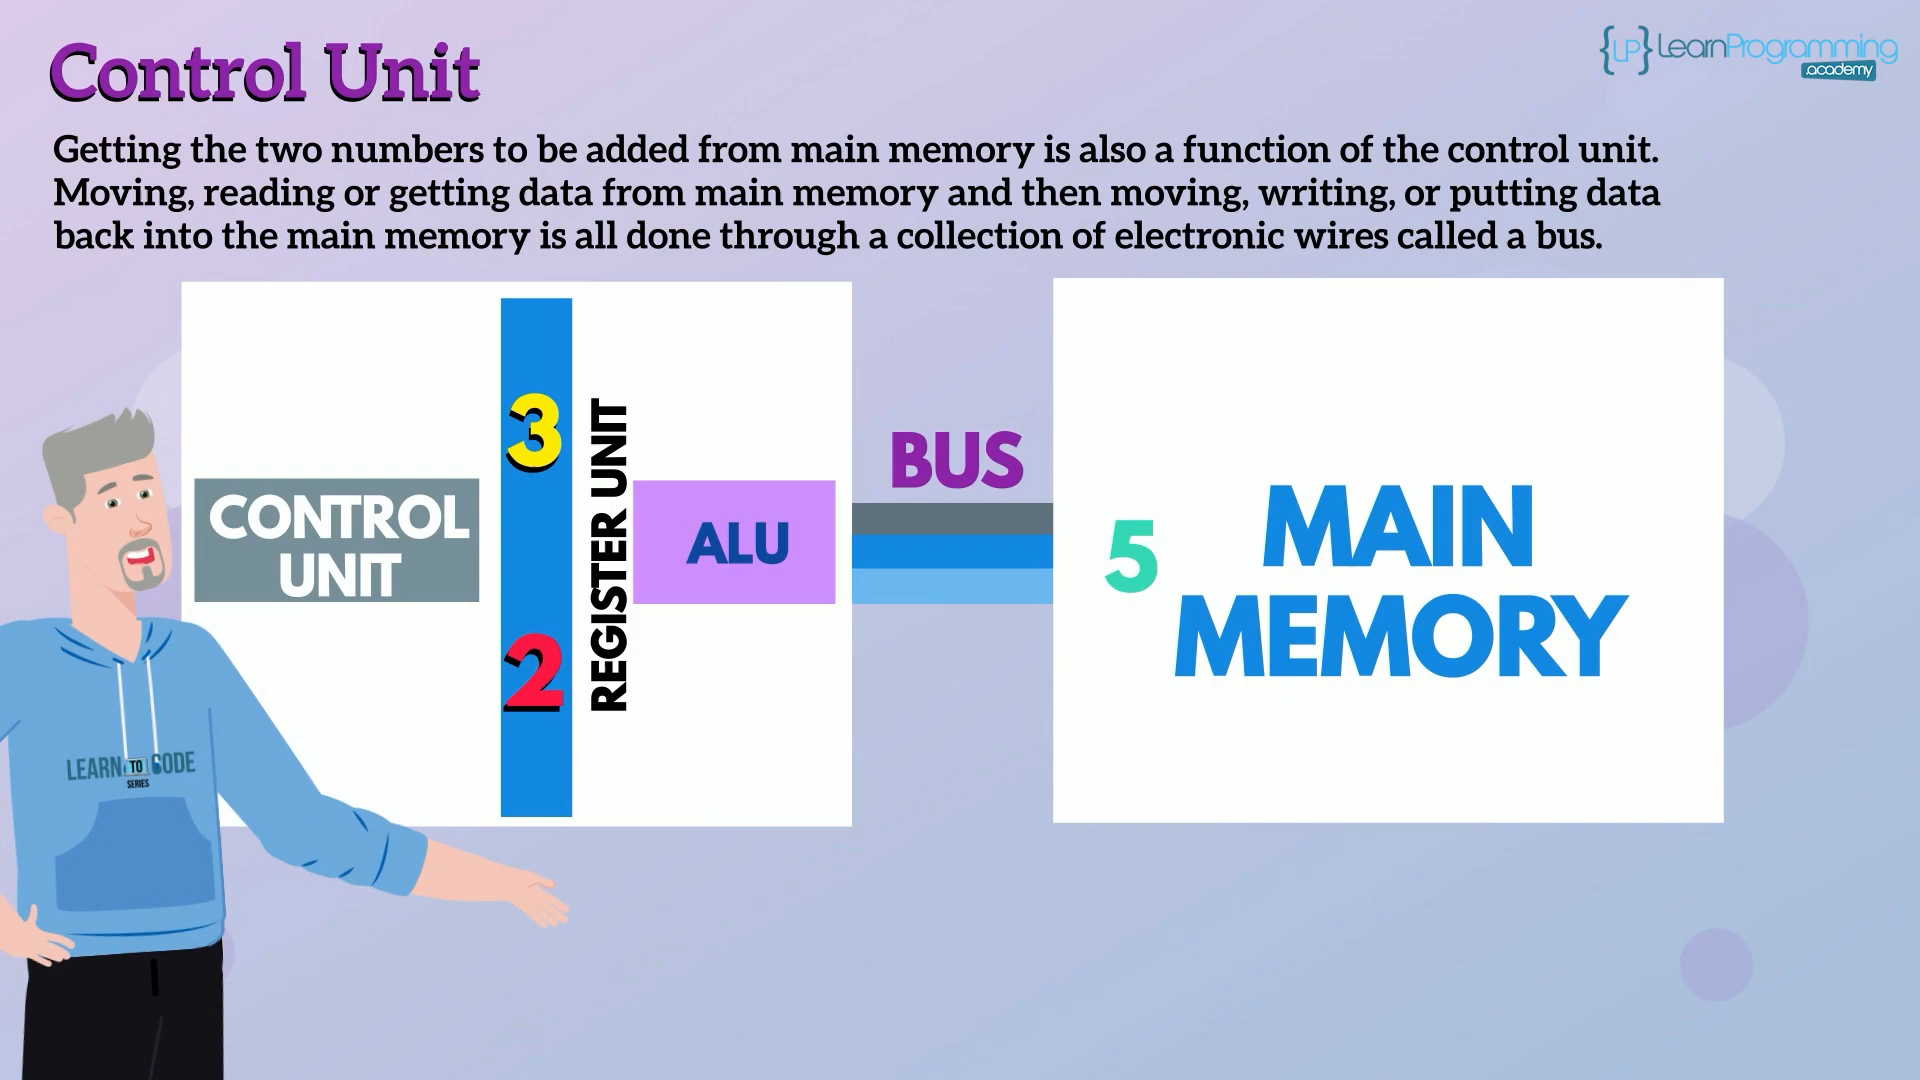 Control Unit
{LP} LearnProgramming
.academy
Getting the two numbers to be added from main memory is also a function of the control unit.
Moving, reading or getting data from main memory and then moving, writing, or putting data
back into the main memory is all done through a collection of electronic wires called a bus.
CONTROL
UNIT
3
2
REGISTER UNIT
ALU
BUS
5
MAIN
MEMORY
LEARN TO CODE
SERIES